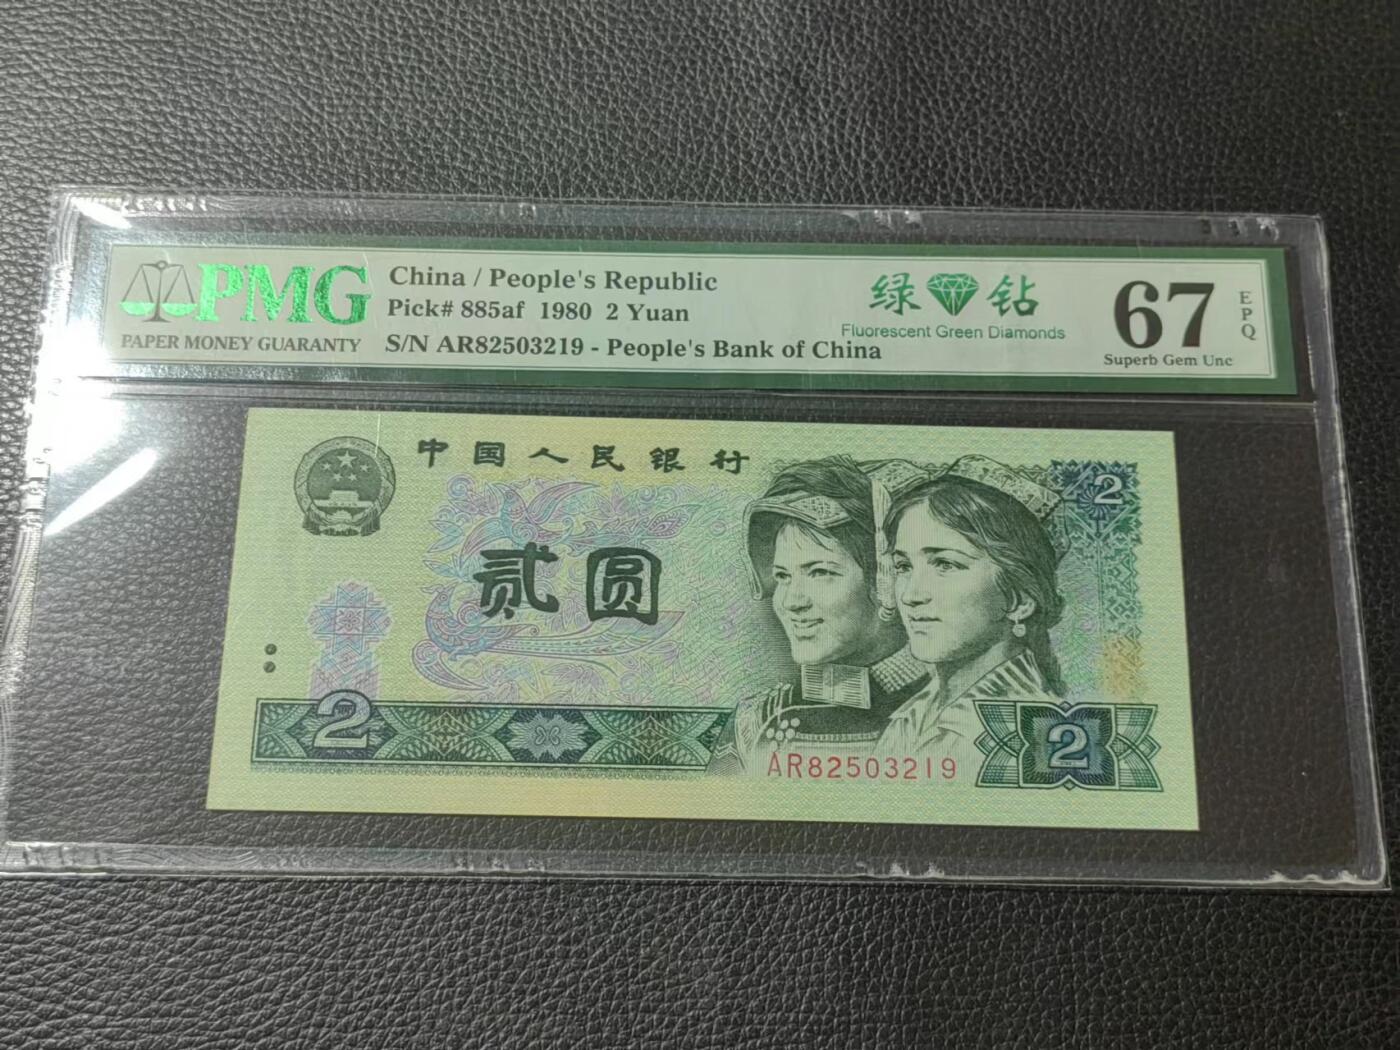 PMG
PAPER MONEY GUARANTY
China / People's Republic
Pick# 885af 1980 2 Yuan
S/N AR82503219 - People's Bank of China
绿 钻
Fluorescent Green Diamonds
67
EPQ
Superb Gem Unc
中国人民银行
2
贰圆
2
AR82503219
2